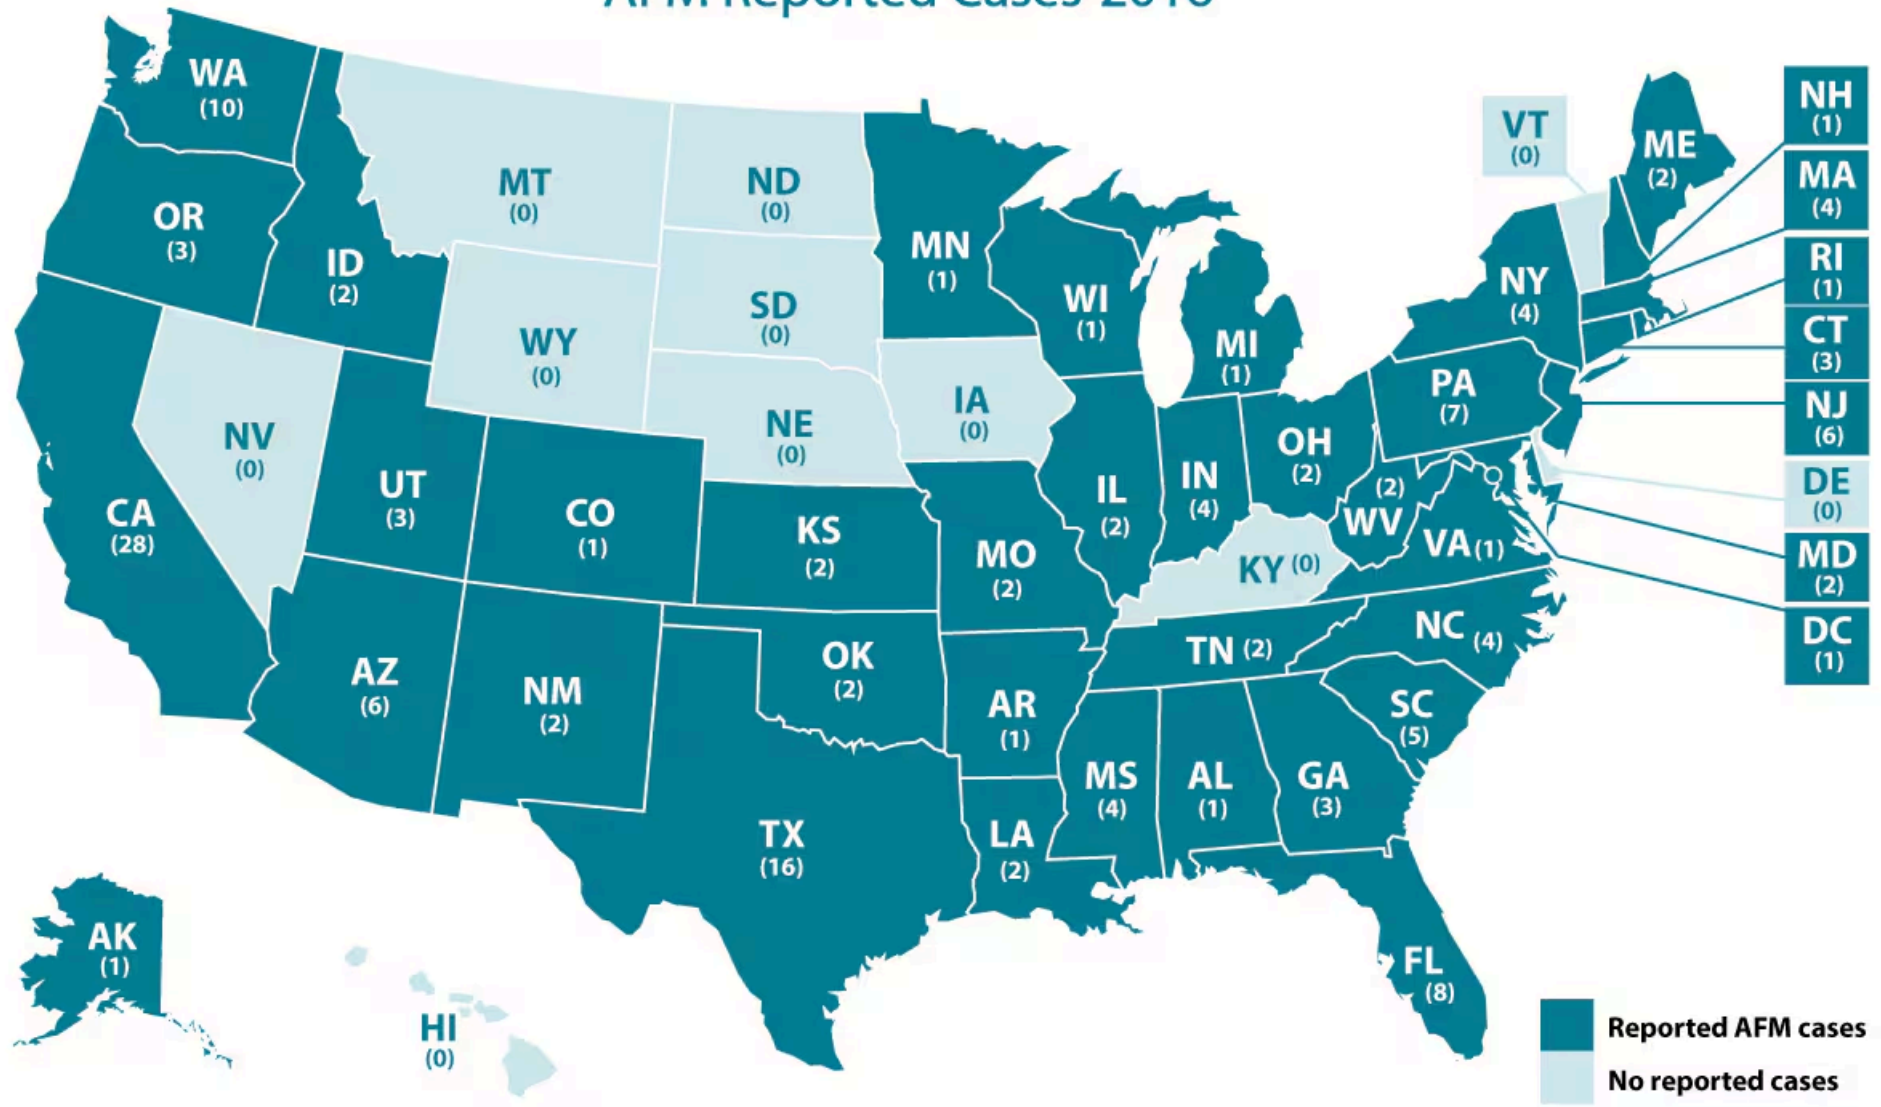 AFM Reported Cases 2016
WA
(10)
OR
(3)
ID
(2)
MT
(0)
ND
(0)
MN
(1)
WI
(1)
MI
(1)
VT
(0)
ME
(2)
NH
(1)
MA
(4)
RI
(1)
CT
(3)
NJ
(6)
DE
(0)
MD
(2)
DC
(1)
NY
(4)
PA
(7)
SD
(0)
WY
(0)
NE
(0)
IA
(0)
NV
(0)
UT
(3)
CO
(1)
CA
(28)
KS
(2)
MO
(2)
IL
(2)
IN
(4)
OH
(2)
(2)
WV
VA (1)
KY (0)
TN (2)
NC (4)
SC
(5)
AZ
(6)
NM
(2)
OK
(2)
AR
(1)
MS
(4)
AL
(1)
GA
(3)
TX
(16)
LA
(2)
FL
(8)
AK
(1)
HI
(0)
Reported AFM cases
No reported cases